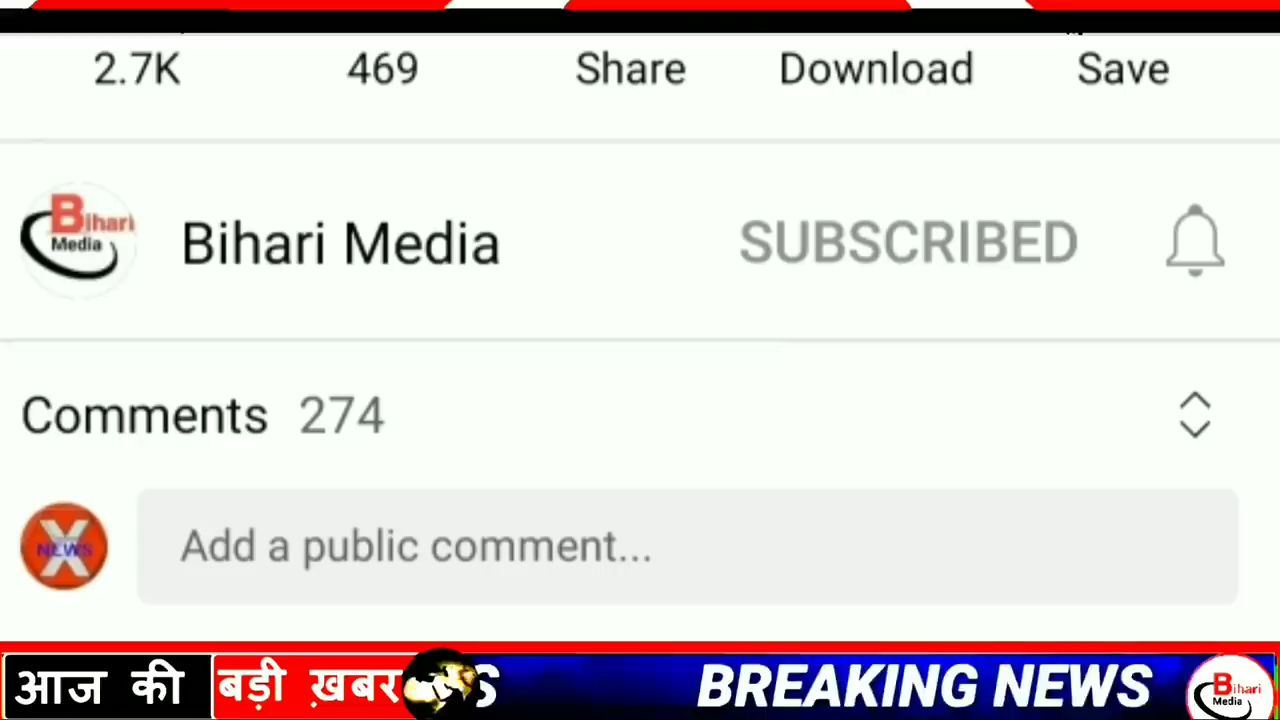 2.7K 469 Share Download Save
Bihari Media
Bihari Media SUBSCRIBED
Comments 274
X NEWS
Add a public comment...
आज की बड़ी ख़बर S BREAKING NEWS
Bihari Media